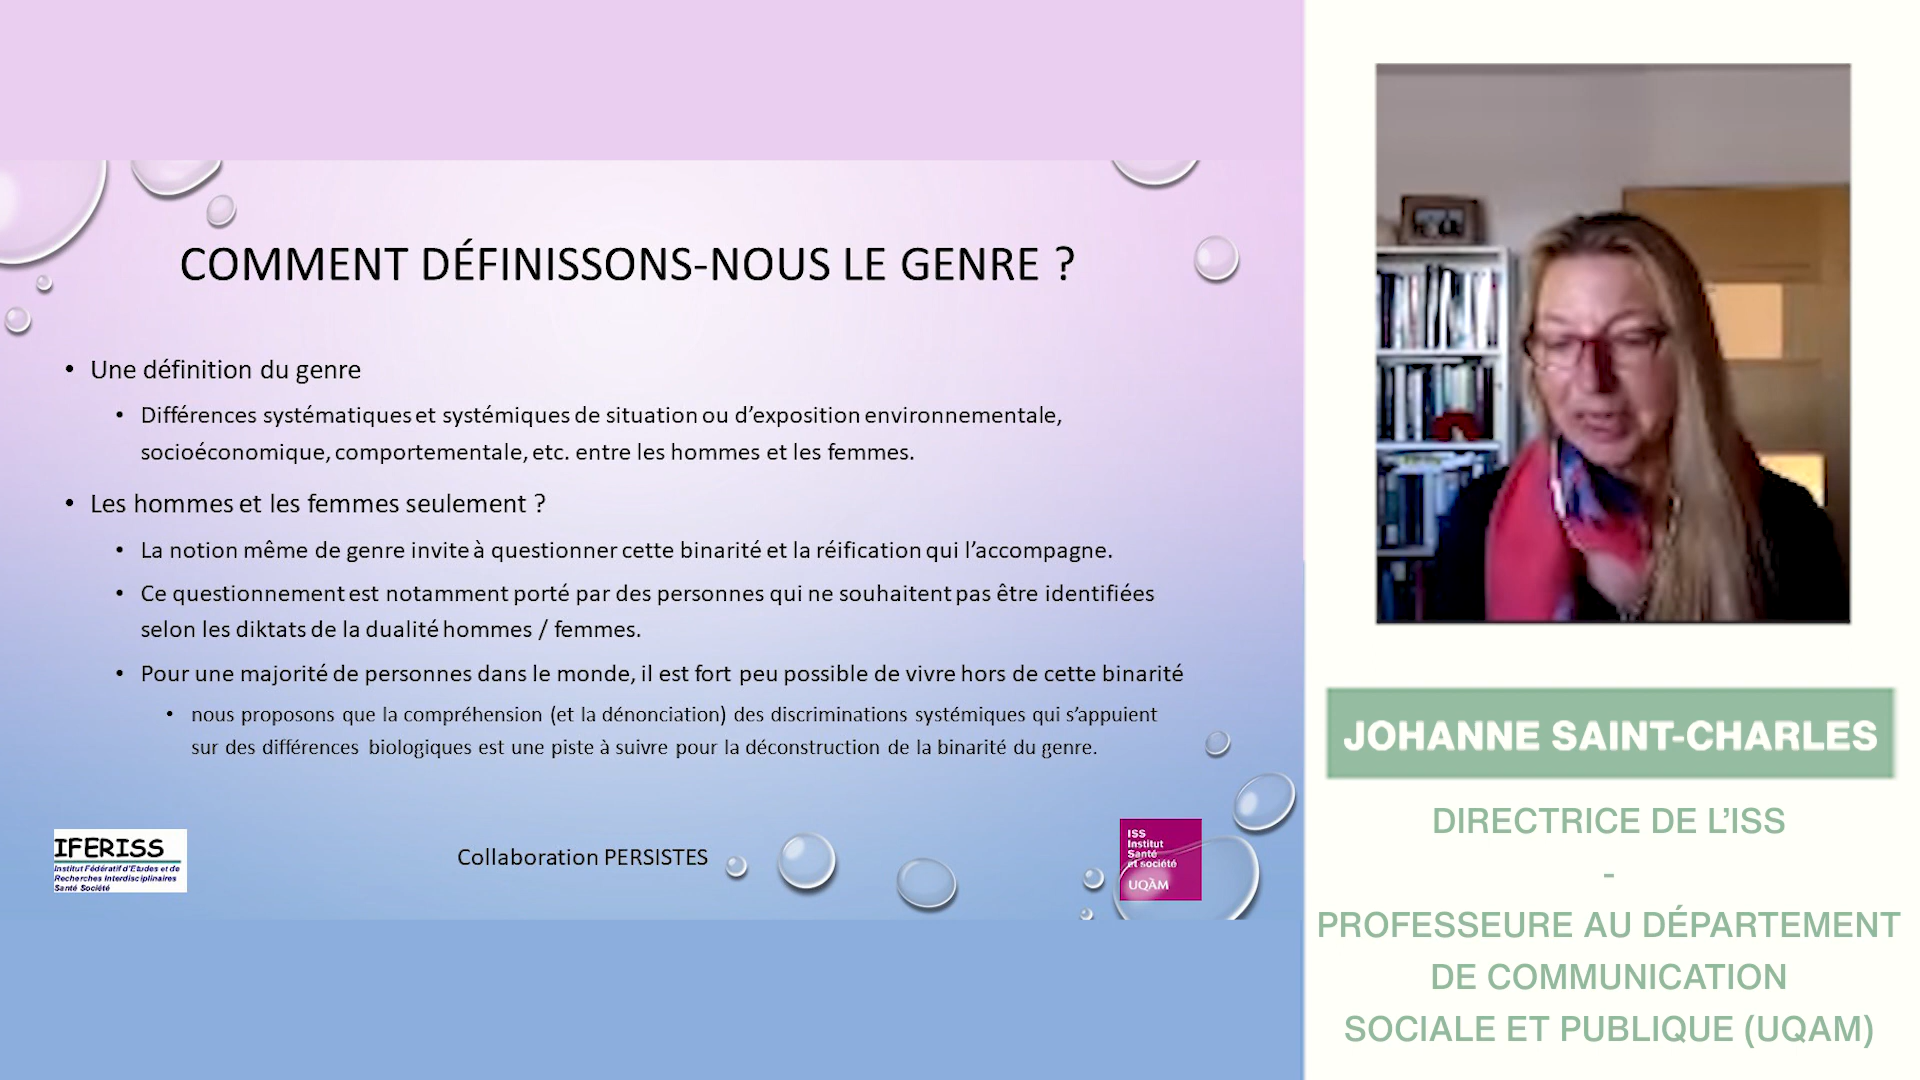 COMMENT DÉFINISSONS-NOUS LE GENRE ?
• Une définition du genre
• Différences systématiques et systémiques de situation ou d’exposition environnementale,
socioéconomique, comportementale, etc. entre les hommes et les femmes.
• Les hommes et les femmes seulement ?
• La notion même de genre invite à questionner cette binarité et la réification qui l’accompagne.
• Ce questionnement est notamment porté par des personnes qui ne souhaitent pas être identifiées
selon les diktats de la dualité hommes / femmes.
• Pour une majorité de personnes dans le monde, il est fort peu possible de vivre hors de cette binarité
• nous proposons que la compréhension (et la dénonciation) des discriminations systémiques qui s’appuient
sur des différences biologiques est une piste à suivre pour la déconstruction de la binarité du genre.
IFERISS
Institut Fédératif d'Etudes et de
Recherches Interdisciplinaires
Santé Société
Collaboration PERSISTES
ISS
Institut
Santé
et société
UQÀM
JOHANNE SAINT-CHARLES
DIRECTRICE DE L’ISS
-
PROFESSEURE AU DÉPARTEMENT
DE COMMUNICATION
SOCIALE ET PUBLIQUE (UQAM)